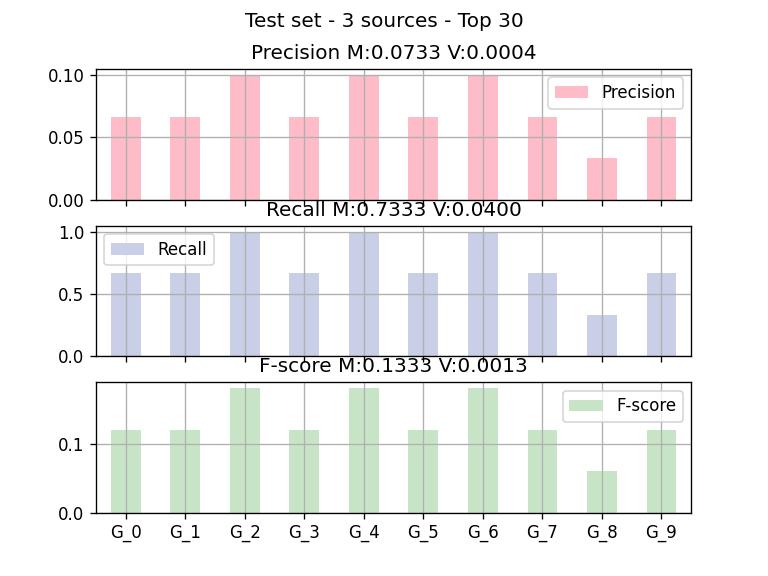 Test set - 3 sources - Top 30
Precision M:0.0733 V:0.0004
0.10
0.05
0.00
Precision
Recall M:0.7333 V:0.0400
1.0
0.5
0.0
Recall
F-score M:0.1333 V:0.0013
0.1
0.0
F-score
G_0 G_1 G_2 G_3 G_4 G_5 G_6 G_7 G_8 G_9